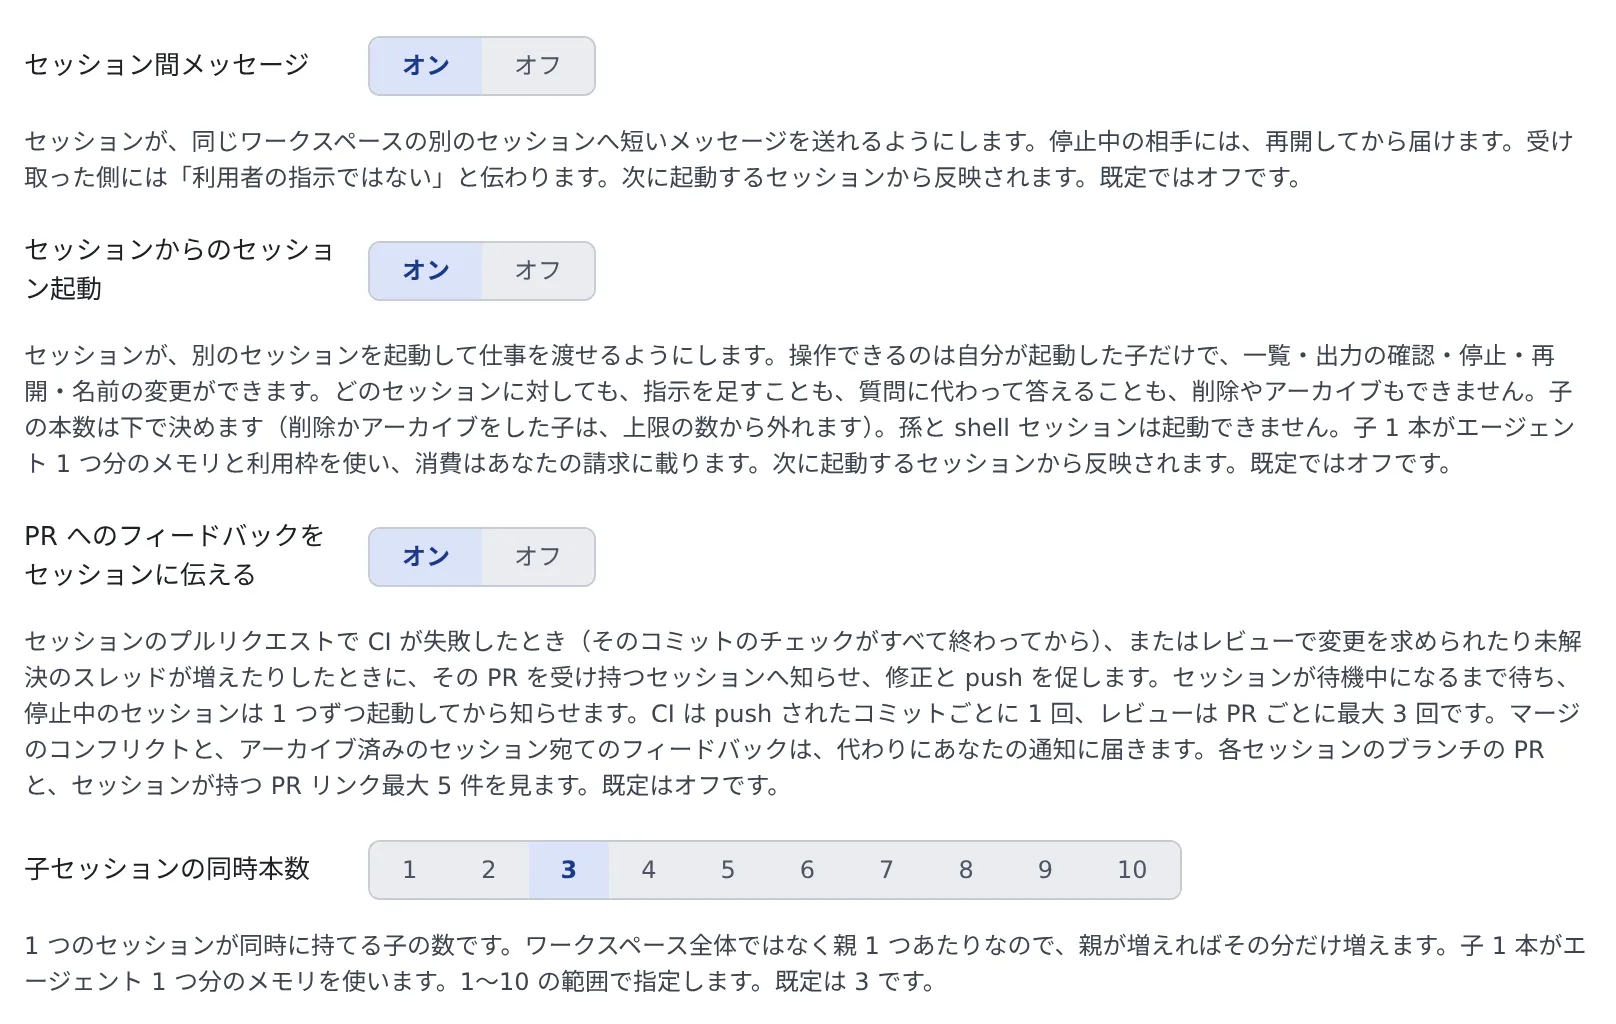 セッション間メッセージ
オン
オフ
セッションが、同じワークスペースの別のセッションへ短いメッセージを送れるようにします。停止中の相手には、再開してから届けます。受け
取った側には「利用者の指示ではない」と伝わります。次に起動するセッションから反映されます。既定ではオフです。
セッションからのセッショ
ン起動
オン
オフ
セッションが、別のセッションを起動して仕事を渡せるようにします。操作できるのは自分が起動した子だけで、一覧・出力の確認・停止・再
開・名前の変更ができます。どのセッションに対しても、指示を足すことも、質問に代わって答えることも、削除やアーカイブもできません。子
の本数は下で決めます（削除かアーカイブをした子は、上限の数から外れます）。孫と shell セッションは起動できません。子 1 本がエージェン
ト 1 つ分のメモリと利用枠を使い、消費はあなたの請求に載ります。次に起動するセッションから反映されます。既定ではオフです。
PR へのフィードバックを
セッションに伝える
オン
オフ
セッションのプルリクエストで CI が失敗したとき（そのコミットのチェックがすべて終わってから）、またはレビューで変更を求められたり未解
決のスレッドが増えたりしたときに、その PR を受け持つセッションへ知らせ、修正と push を促します。セッションが待機中になるまで待ち、
停止中のセッションは 1 つずつ起動してから知らせます。CI は push されたコミットごとに 1 回、レビューは PR ごとに最大 3 回です。マージ
のコンフリクトと、アーカイブ済みのセッション宛てのフィードバックは、代わりにあなたの通知に届きます。各セッションのブランチの PR
と、セッションが持つ PR リンク最大 5 件を見ます。既定はオフです。
子セッションの同時本数
1 2 3 4 5 6 7 8 9 10
1 つのセッションが同時に持てる子の数です。ワークスペース全体ではなく親 1 つあたりなので、親が増えればその分だけ増えます。子 1 本がエ
ージェント 1 つ分のメモリを使います。1〜10 の範囲で指定します。既定は 3 です。